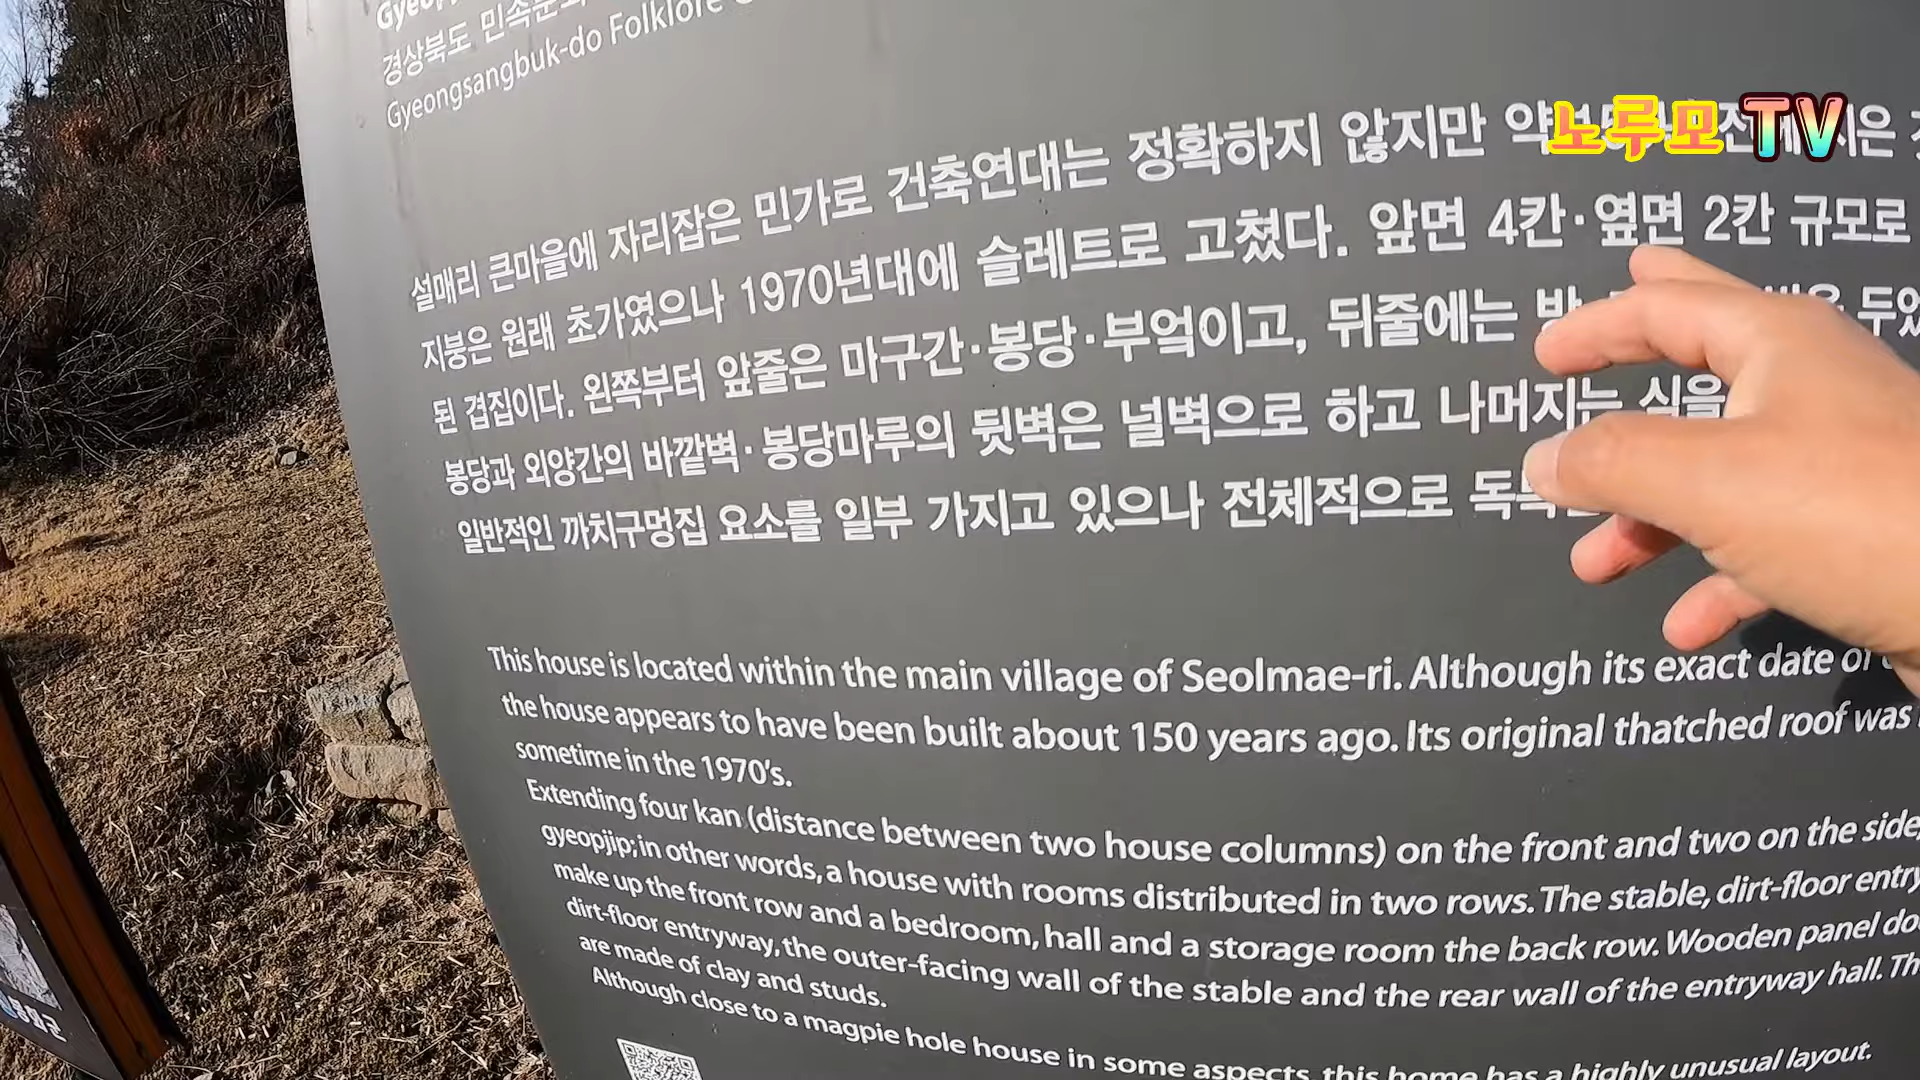 경상북도 민속문화
Gyeongsangbuk-do Folklore
노루모 TV
설매리 큰마을에 자리잡은 민가로 건축연대는 정확하지 않지만 약
지붕은 원래 초가였으나 1970년대에 슬레트로 고쳤다. 앞면 4칸·옆면 2칸 규모로
된 겹집이다. 왼쪽부터 앞줄은 마구간·봉당·부엌이고, 뒤줄에는 방
봉당과 외양간의 바깥벽·봉당마루의 뒷벽은 널벽으로 하고 나머지는 심을
일반적인 까치구멍집 요소를 일부 가지고 있으나 전체적으로
This house is located within the main village of Seolmae-ri. Although its exact date of
the house appears to have been built about 150 years ago. Its original thatched roof was
sometime in the 1970's.
Extending four kan (distance between two house columns) on the front and two on the side,
gyeopjip; in other words, a house with rooms distributed in two rows. The stable, dirt-floor entry
make up the front row and a bedroom, hall and a storage room the back row. Wooden panel
dirt-floor entryway, the outer-facing wall of the stable and the rear wall of the entryway hall.
are made of clay and studs.
Although close to a magpie hole house in some aspects, this home has a highly unusual layout.